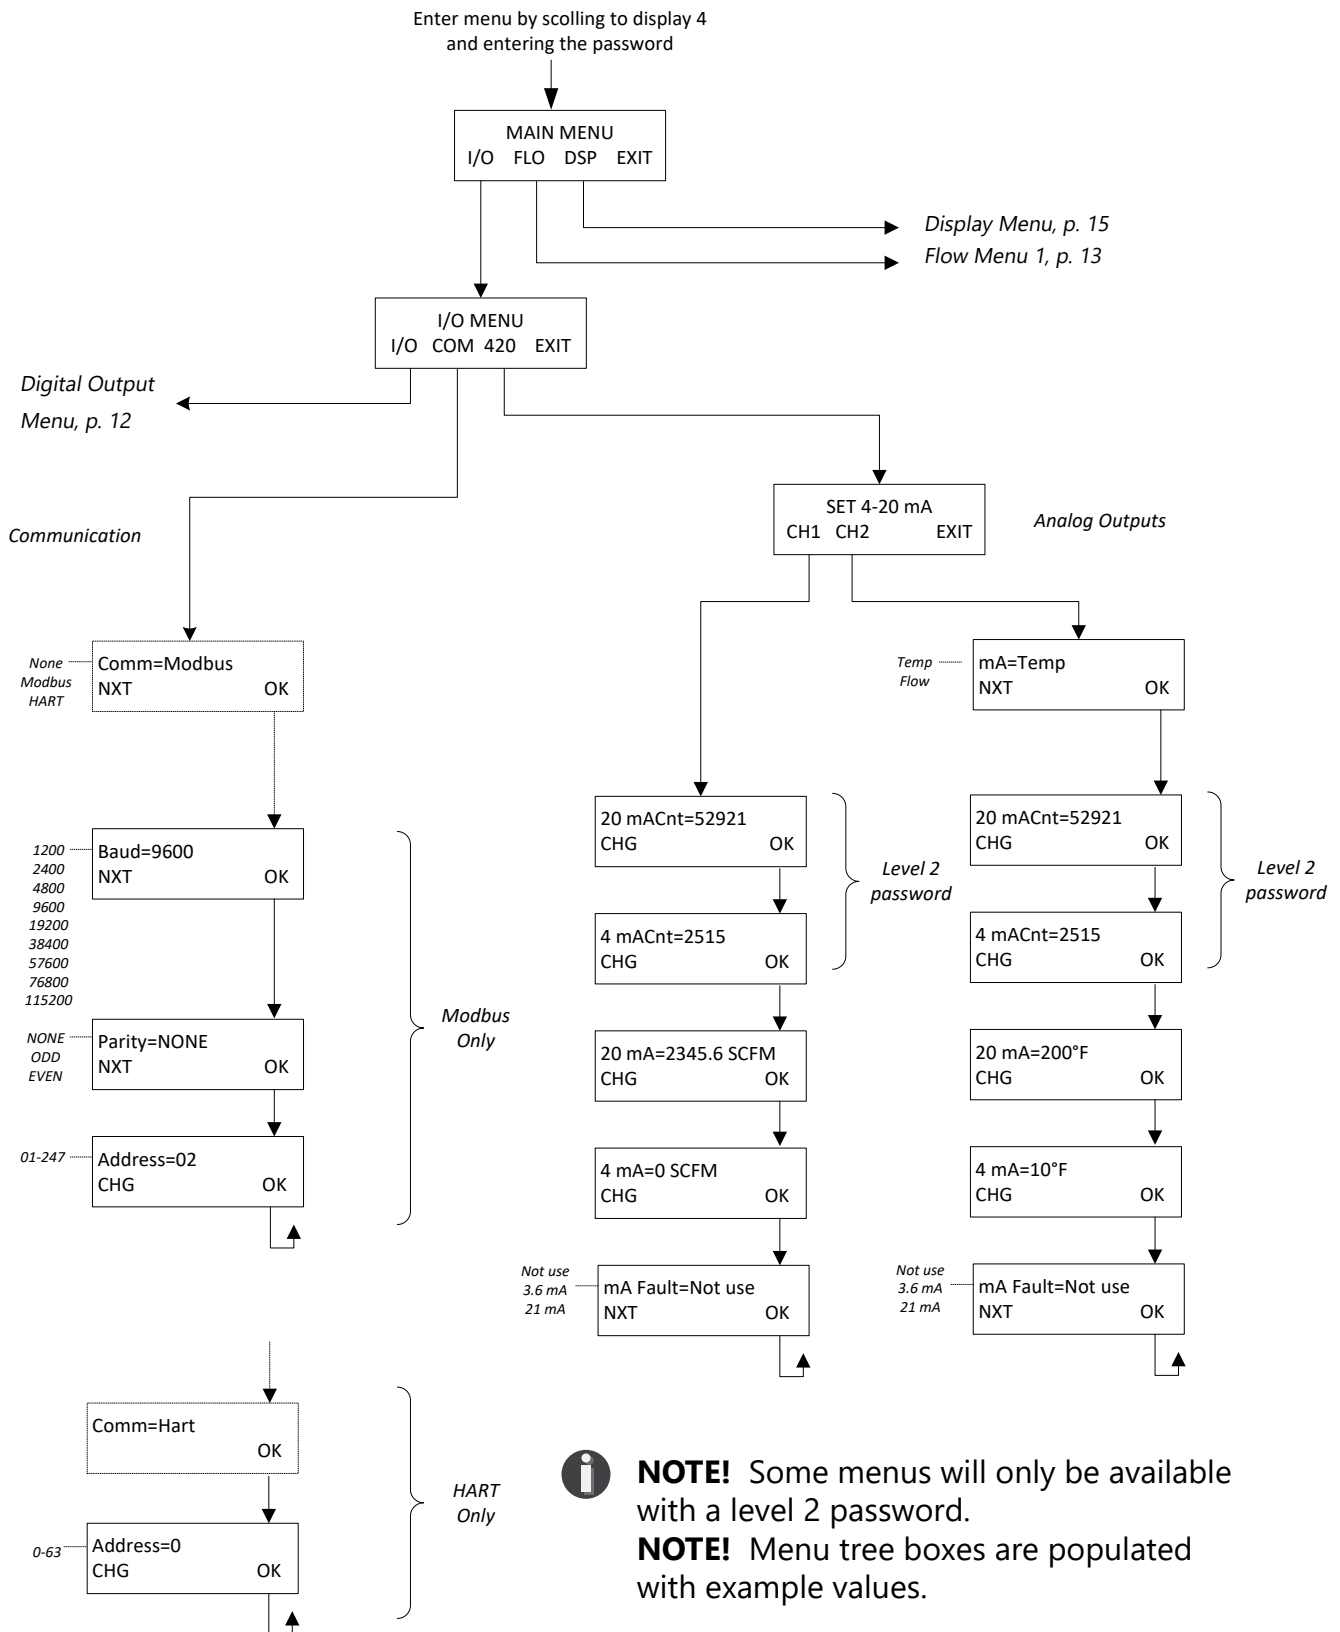 Enter menu by scolling to display 4
and entering the password
MAIN MENU
I/O FLO DSP EXIT
Display Menu, p. 15
Flow Menu 1, p. 13
I/O MENU
I/O COM 420 EXIT
Digital Output
Menu, p. 12
SET 4-20 mA
CH1 CH2 EXIT
Analog Outputs
Communication
None
Modbus
HART
Comm=Modbus
NXT OK
1200
2400
4800
9600
19200
38400
57600
76800
115200
Baud=9600
NXT OK
NONE
ODD
EVEN
Parity=NONE
NXT OK
01-247
Address=02
CHG OK
Modbus
Only
Comm=Hart
OK
0-63
Address=0
CHG OK
HART
Only
20 mACnt=52921
CHG OK
4 mACnt=2515
CHG OK
Level 2
password
20 mA=2345.6 SCFM
CHG OK
4 mA=0 SCFM
CHG OK
Not use
3.6 mA
21 mA
mA Fault=Not use
NXT OK
Temp
Flow
mA=Temp
NXT OK
20 mACnt=52921
CHG OK
4 mACnt=2515
CHG OK
Level 2
password
20 mA=200°F
CHG OK
4 mA=10°F
CHG OK
Not use
3.6 mA
21 mA
mA Fault=Not use
NXT OK
NOTE! Some menus will only be available
with a level 2 password.
NOTE! Menu tree boxes are populated
with example values.